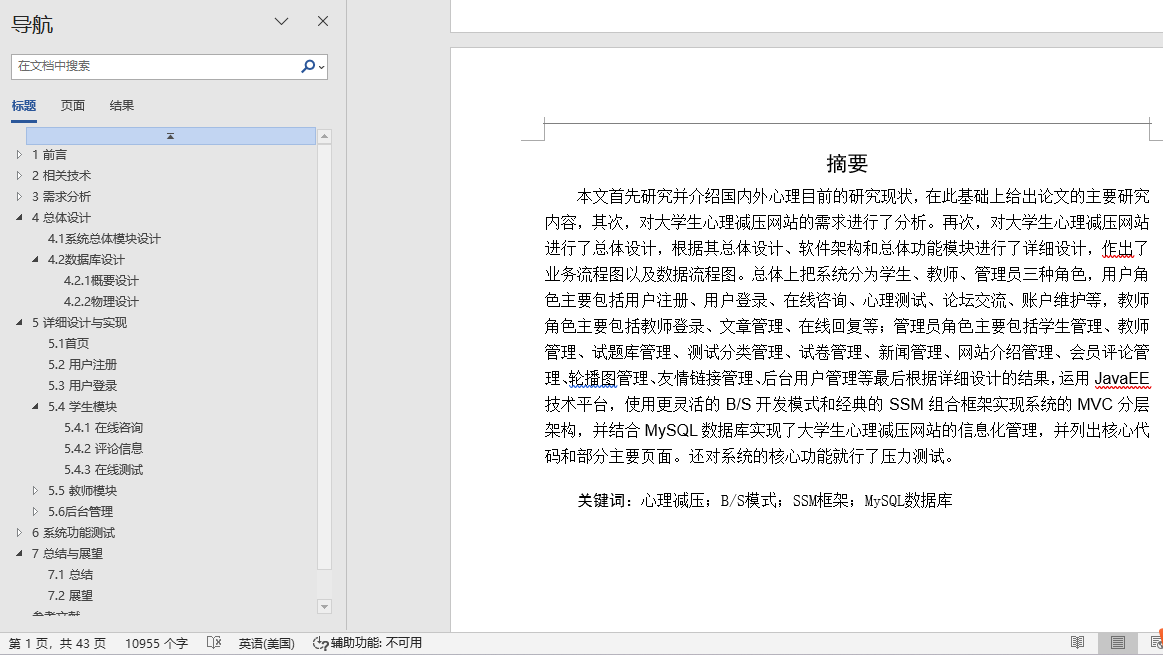 导航
在文档中搜索
标题 页面 结果
1 前言
2 相关技术
3 需求分析
4 总体设计
4.1系统总体模块设计
4.2数据库设计
4.2.1概要设计
4.2.2物理设计
5 详细设计与实现
5.1首页
5.2 用户注册
5.3 用户登录
5.4 学生模块
5.4.1 在线咨询
5.4.2 评论信息
5.4.3 在线测试
5.5 教师模块
5.6后台管理
6 系统功能测试
7 总结与展望
7.1 总结
7.2 展望
参考文献
摘要
本文首先研究并介绍国内外心理目前的研究现状，在此基础上给出论文的主要研究
内容，其次，对大学生心理减压网站的需求进行了分析。再次，对大学生心理减压网站
进行了总体设计，根据其总体设计、软件架构和总体功能模块进行了详细设计，作出了
业务流程图以及数据流程图。总体上把系统分为学生、教师、管理员三种角色，用户角
色主要包括用户注册、用户登录、在线咨询、心理测试、论坛交流、账户维护等，教师
角色主要包括教师登录、文章管理、在线回复等；管理员角色主要包括学生管理、教师
管理、试题库管理、测试分类管理、试卷管理、新闻管理、网站介绍管理、会员评论管
理、轮播图管理、友情链接管理、后台用户管理等最后根据详细设计的结果，运用 JavaEE
技术平台，使用更灵活的 B/S 开发模式和经典的 SSM 组合框架实现系统的 MVC 分层
架构，并结合 MySQL 数据库实现了大学生心理减压网站的信息化管理，并列出核心代
码和部分主要页面。还对系统的核心功能就行了压力测试。
关键词：心理减压；B/S模式；SSM框架；MySQL数据库
第 1 页，共 43 页 10955 个字 英语(美国) 辅助功能: 不可用